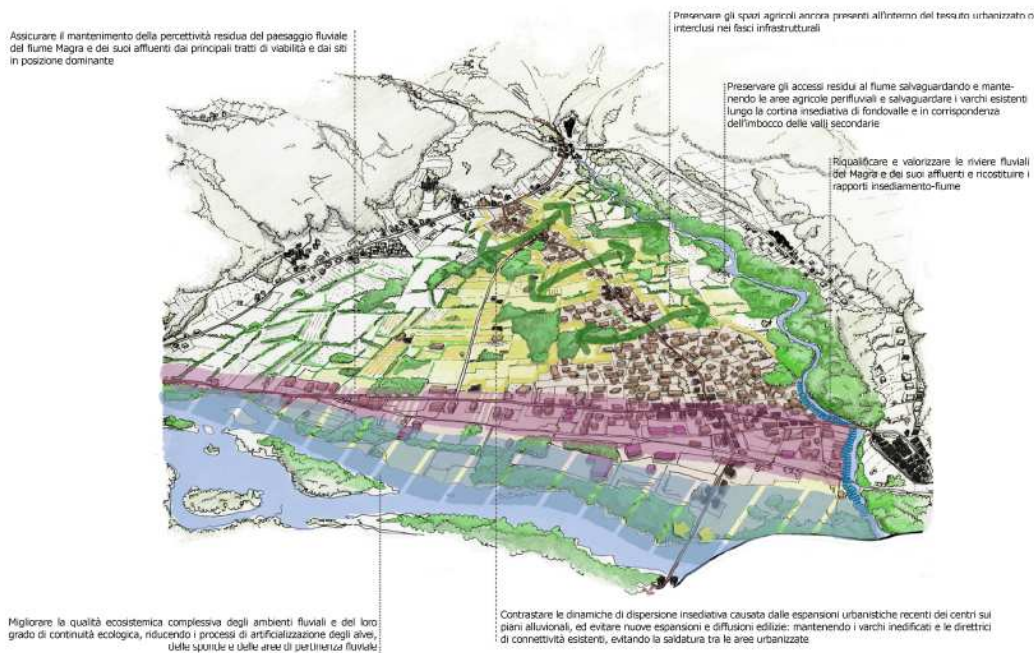 Preservare gli spazi agricoli ancora presenti all'interno del tessuto urbanizzato o
interclusi nei fasci infrastrutturali
Assicurare il mantenimento della percettività residua del paesaggio fluviale
del fiume Magra e dei suoi affluenti dai principali tratti di viabilità e dai siti
in posizione dominante
Preservare gli accessi residui al fiume salvaguardando e mante-
nendo le aree agricole perifluviali e salvaguardare i varchi esistenti
lungo la cortina insediativa di fondovalle e in corrispondenza
dell'imbocco delle valli secondarie
Riqualificare e valorizzare le riviere fluviali
del Magra e dei suoi affluenti e ricostituire i
rapporti insediamento-fiume
Migliorare la qualità ecosistemica complessiva degli ambienti fluviali e del loro
grado di continuità ecologica, riducendo i processi di artificializzazione degli alvei,
delle sponde e delle aree di pertinenza fluviale
Contrastare le dinamiche di dispersione insediativa causata dalle espansioni urbanistiche recenti dei centri sui
piani alluvionali, ed evitare nuove espansioni e diffusioni edilizie: mantenendo i varchi inedificati e le direttrici
di connettività esistenti, evitando la saldatura tra le aree urbanizzate